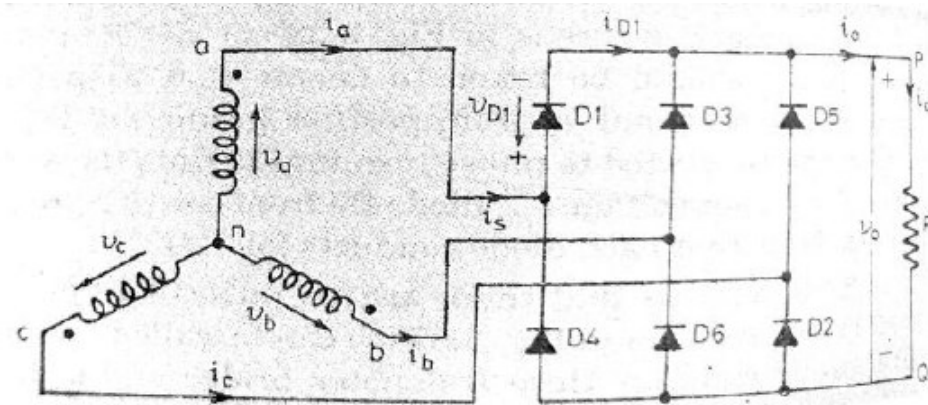 a
i_a
i_D1
i_o
P
+
v_D1
D1
D3
D5
+
v_a
n
i_s
v_o
v_c
v_b
c
b
i_b
D4
D6
D2
i_c
Q